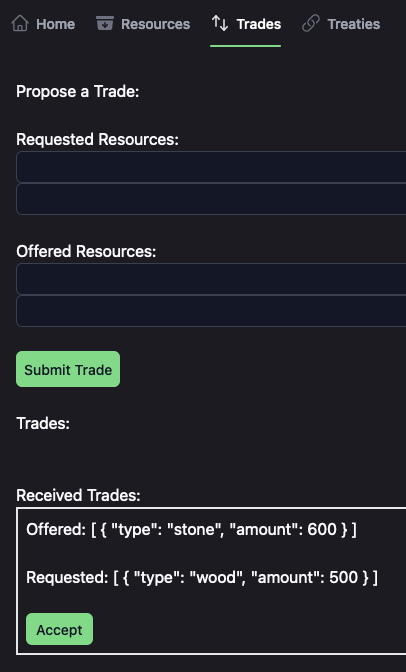 Home Resources Trades Treaties
Propose a Trade:
Requested Resources:
Offered Resources:
Submit Trade
Trades:
Received Trades:
Offered: [ { "type": "stone", "amount": 600 } ]
Requested: [ { "type": "wood", "amount": 500 } ]
Accept